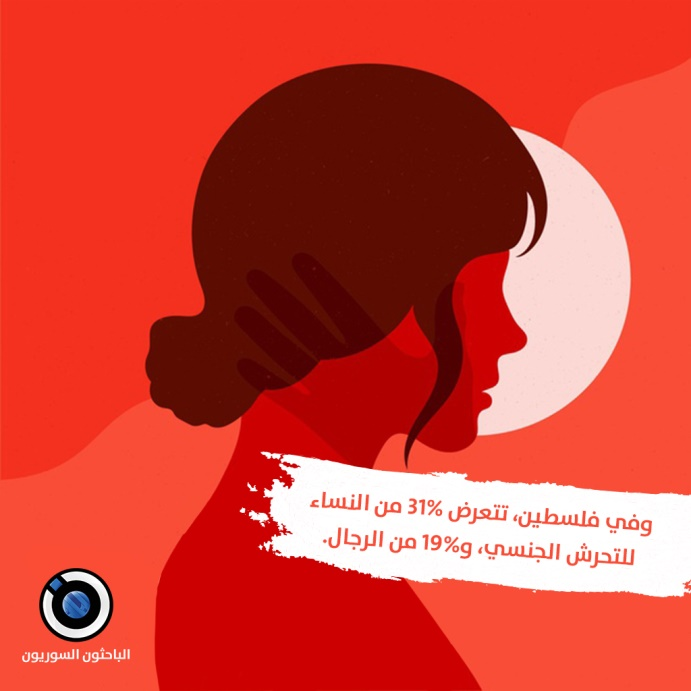 وفي فلسطين، تتعرض 31% من النساء
للتحرش الجنسي، و19% من الرجال.
الباحثون السوريون